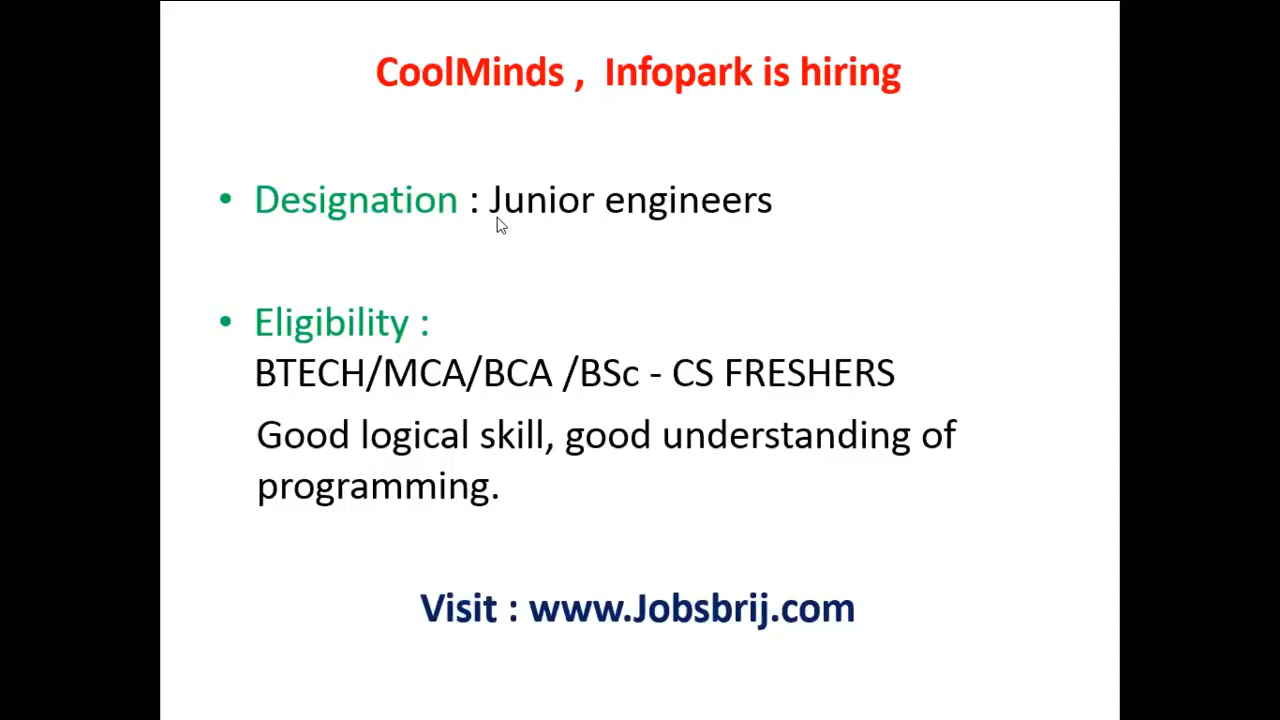 CoolMinds ,  Infopark is hiring
• Designation : Junior engineers
• Eligibility :
BTECH/MCA/BCA /BSc - CS FRESHERS
Good logical skill, good understanding of
programming.
Visit : www.Jobsbrij.com